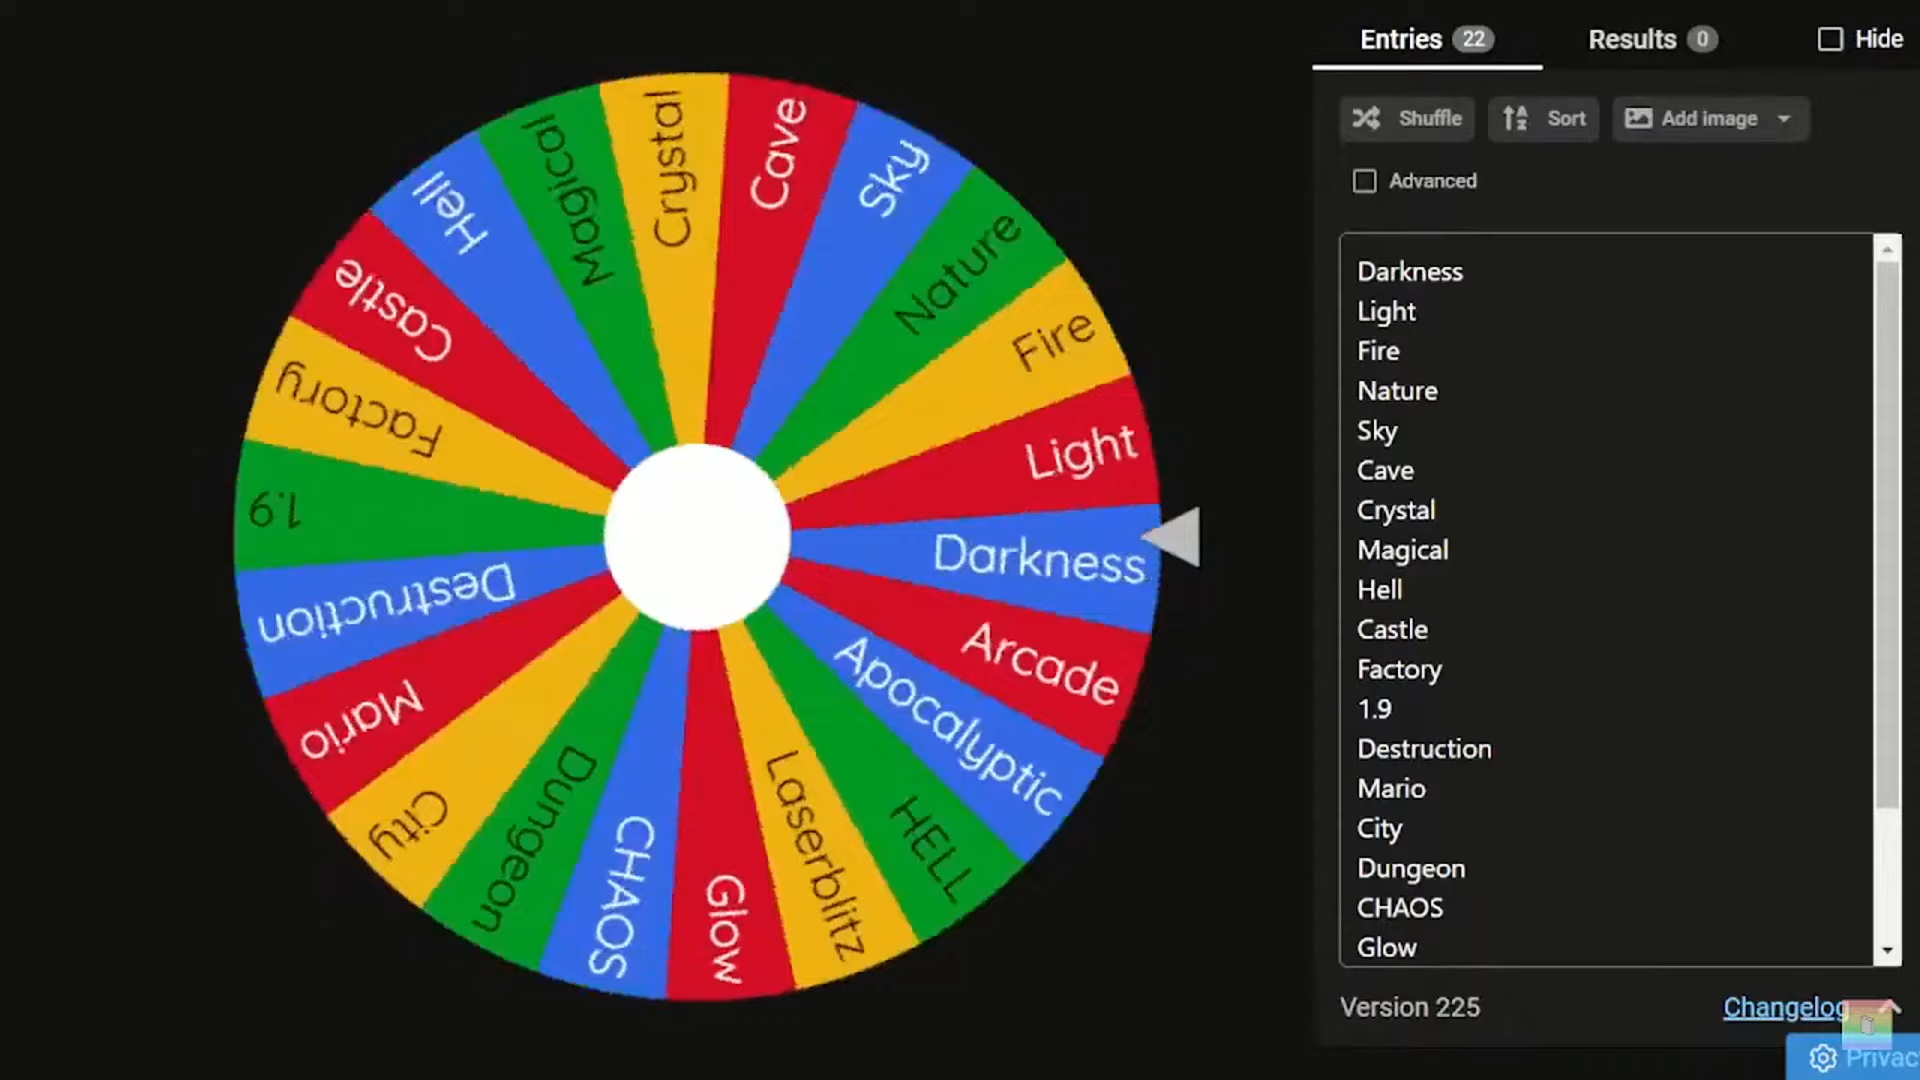 Entries 22 Results 0 Hide
Shuffle Sort Add image
Advanced
Darkness
Light
Fire
Nature
Sky
Cave
Crystal
Magical
Hell
Castle
Factory
1.9
Destruction
Mario
City
Dungeon
CHAOS
Glow
Version 225 Changelog
Privac
Crystal
Cave
Sky
Nature
Fire
Light
Darkness
Arcade
Apocalyptic
HELL
Laserblitz
Glow
CHAOS
Dungeon
City
Mario
Destruction
1.9
Factory
Castle
Hell
Magical